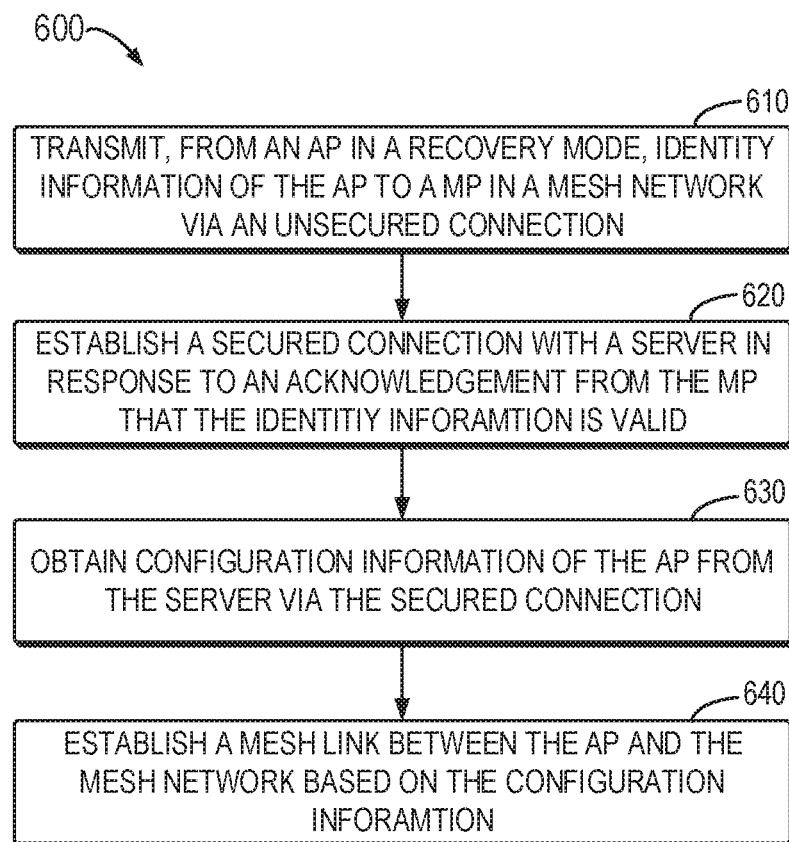 600
610
TRANSMIT, FROM AN AP IN A RECOVERY MODE, IDENTITY
INFORMATION OF THE AP TO A MP IN A MESH NETWORK
VIA AN UNSECURED CONNECTION
620
ESTABLISH A SECURED CONNECTION WITH A SERVER IN
RESPONSE TO AN ACKNOWLEDGEMENT FROM THE MP
THAT THE IDENTITIY INFORAMTION IS VALID
630
OBTAIN CONFIGURATION INFORMATION OF THE AP FROM
THE SERVER VIA THE SECURED CONNECTION
640
ESTABLISH A MESH LINK BETWEEN THE AP AND THE
MESH NETWORK BASED ON THE CONFIGURATION
INFORAMTION